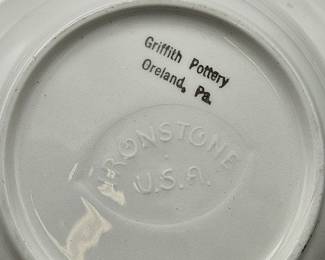 Griffith Pottery
Oreland, Pa.
IRONSTONE
U.S.A.